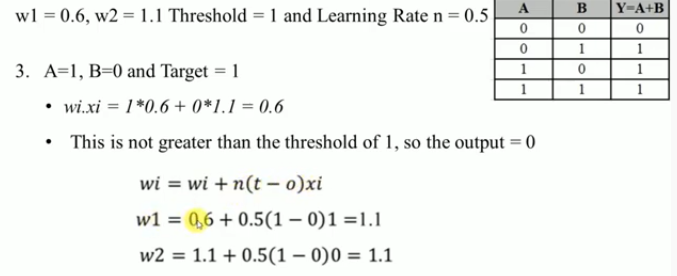 w1 = 0.6, w2 = 1.1 Threshold = 1 and Learning Rate n = 0.5
A B Y=A+B
0 0 0
0 1 1
1 0 1
1 1 1
3. A=1, B=0 and Target = 1
• wi.xi = 1*0.6 + 0*1.1 = 0.6
• This is not greater than the threshold of 1, so the output = 0
wi = wi + n(t − o)xi
w1 = 0.6 + 0.5(1 − 0)1 =1.1
w2 = 1.1 + 0.5(1 − 0)0 = 1.1